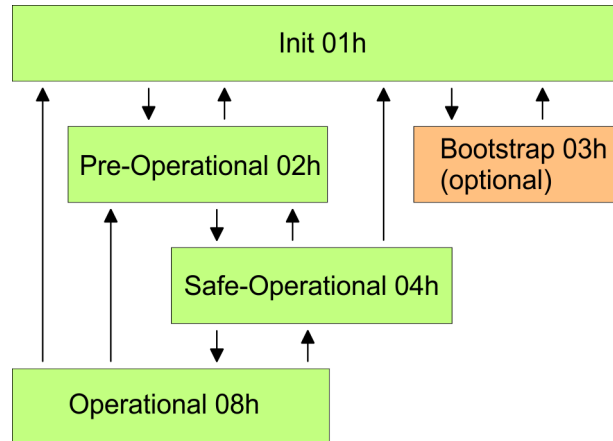 Init 01h
Pre-Operational 02h
Bootstrap 03h
(optional)
Safe-Operational 04h
Operational 08h